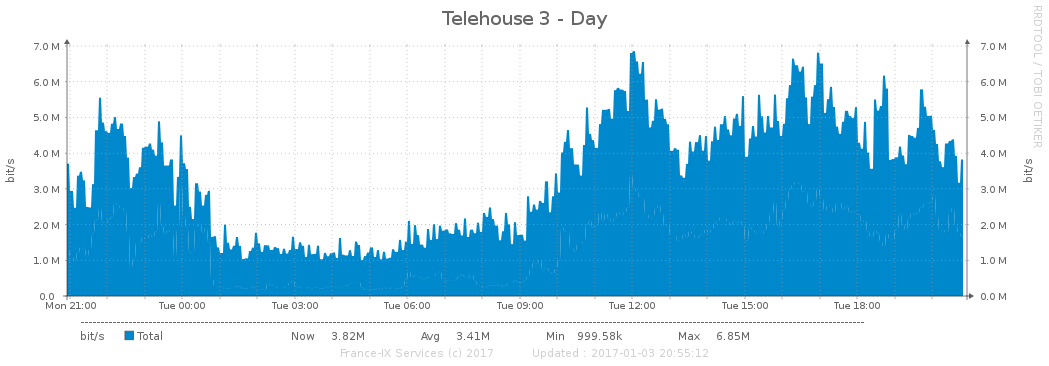 Telehouse 3 - Day
RRDTOOL / TOBI OETIKER
7.0 M 7.0 M
6.0 M 6.0 M
5.0 M 5.0 M
4.0 M 4.0 M
3.0 M 3.0 M
2.0 M 2.0 M
1.0 M 1.0 M
0.0 0.0 M
bit/s
bit/s
Mon 21:00 Tue 00:00 Tue 03:00 Tue 06:00 Tue 09:00 Tue 12:00 Tue 15:00 Tue 18:00
bit/s Total Now 3.82M Avg 3.41M Min 999.58k Max 6.85M
France-IX Services (c) 2017 Updated : 2017-01-03 20:55:12